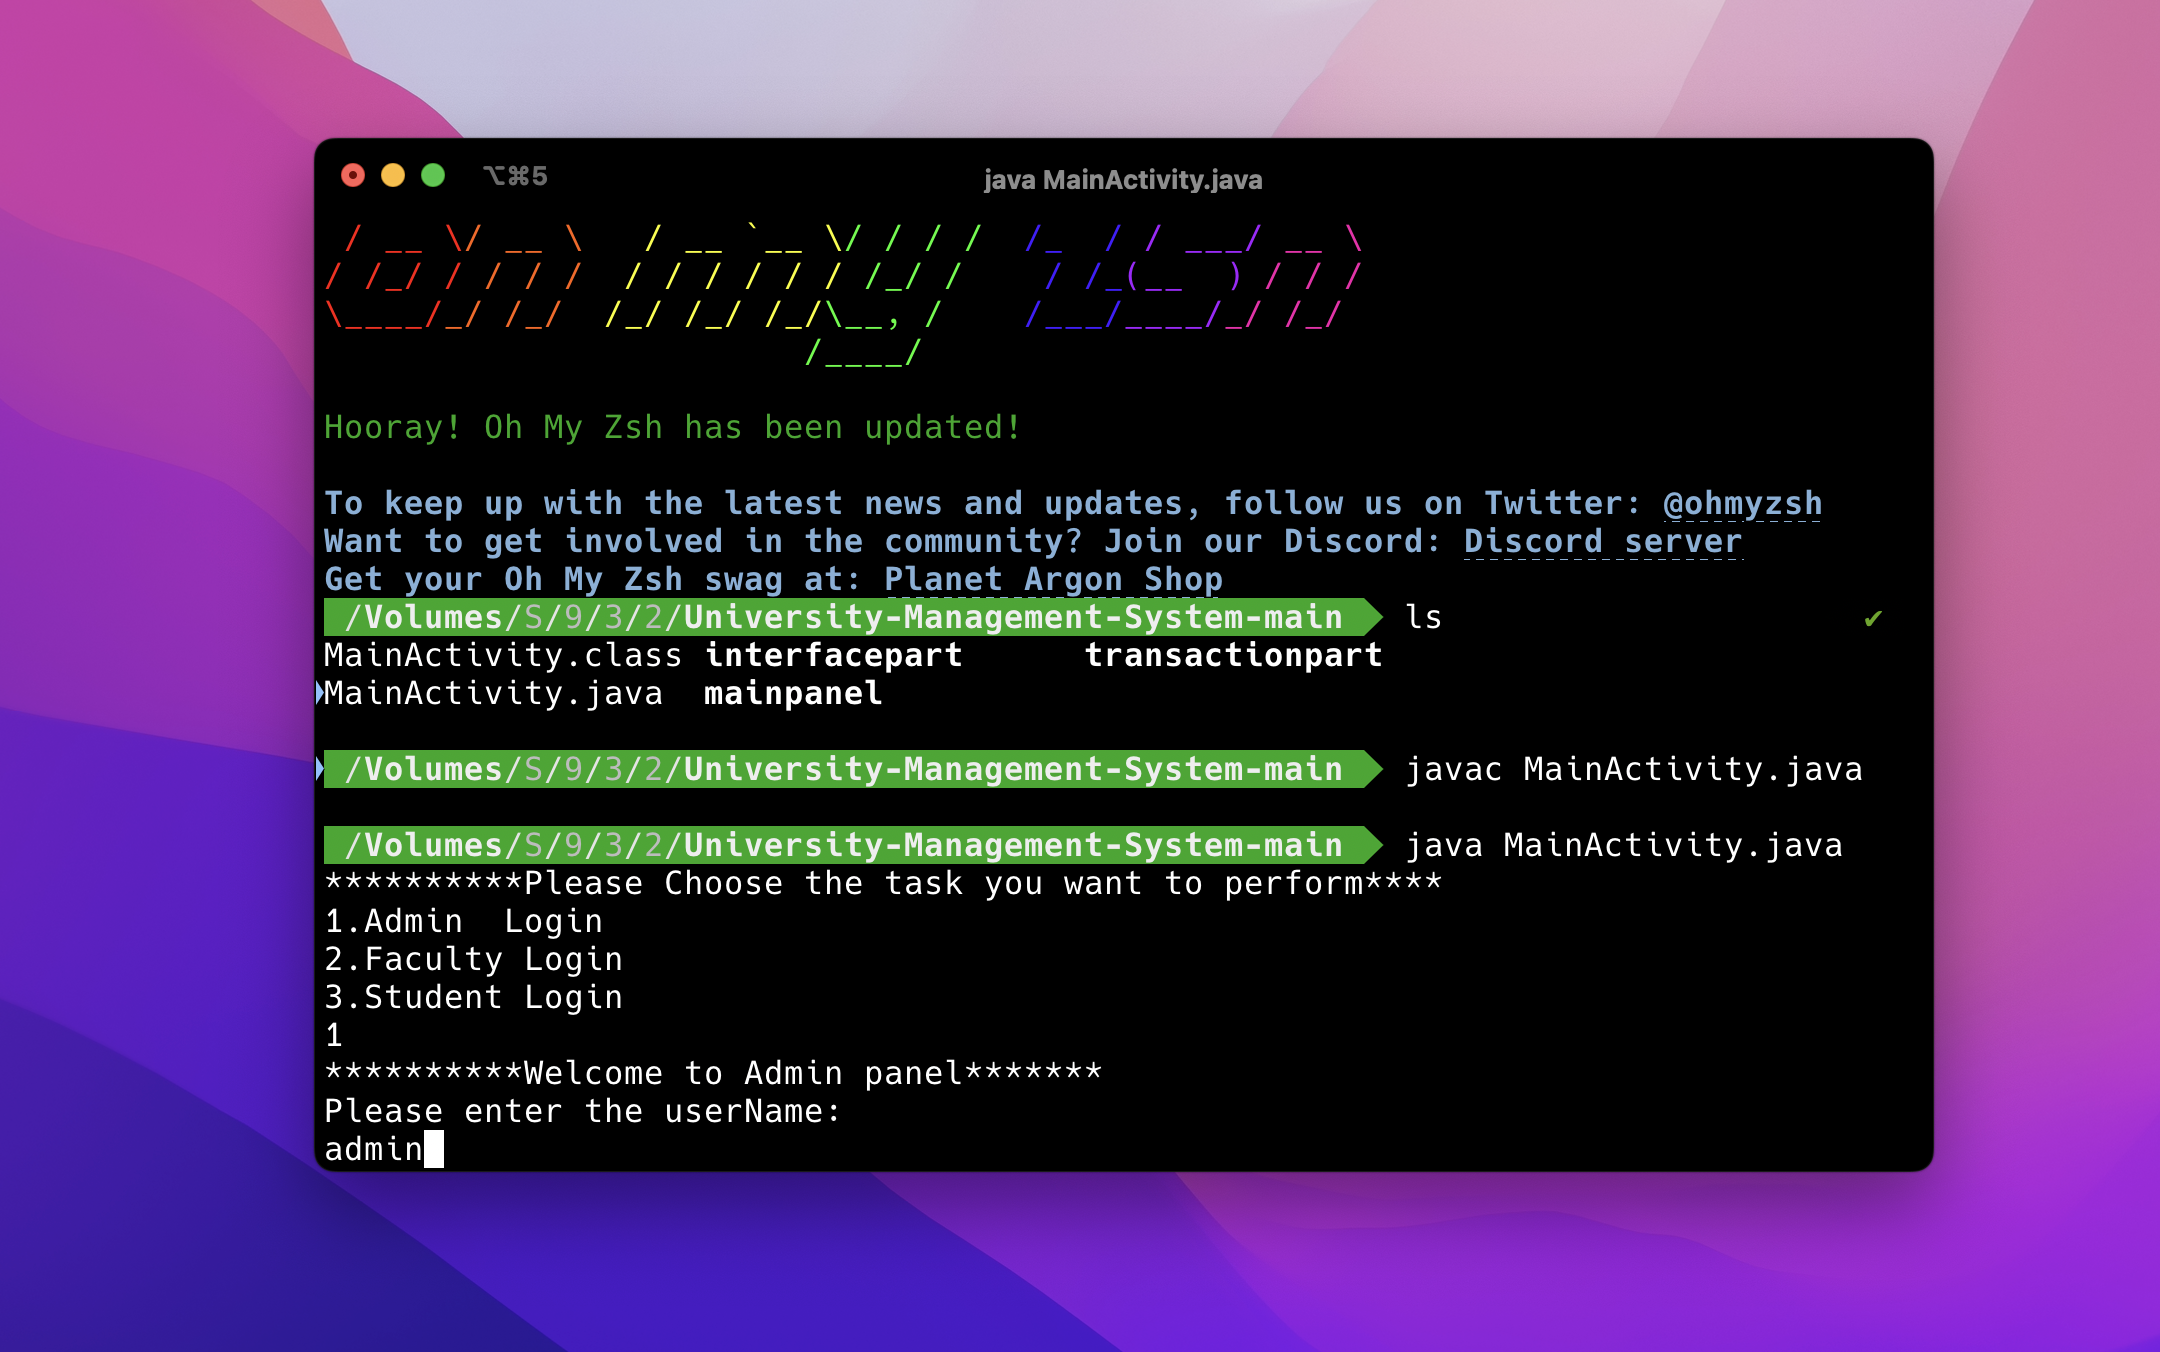 ⌥⌘5
java MainActivity.java
 / __ \/ __ \   / __ `__ \/ / / /  /_  / / ___/ __ \
/ /_/ / / / /  / / / / / / /_/ /    / /_(__  ) / / /
\____/_/ /_/  /_/ /_/ /_/\__, /    /___/____/_/ /_/
                        /____/
Hooray! Oh My Zsh has been updated!
To keep up with the latest news and updates, follow us on Twitter: @ohmyzsh
Want to get involved in the community? Join our Discord: Discord server
Get your Oh My Zsh swag at: Planet Argon Shop
/Volumes/S/9/3/2/University-Management-System-main ls ✔
MainActivity.class interfacepart      transactionpart
MainActivity.java  mainpanel
/Volumes/S/9/3/2/University-Management-System-main javac MainActivity.java
/Volumes/S/9/3/2/University-Management-System-main java MainActivity.java
**********Please Choose the task you want to perform****
1.Admin  Login
2.Faculty Login
3.Student Login
1
**********Welcome to Admin panel*******
Please enter the userName:
admin